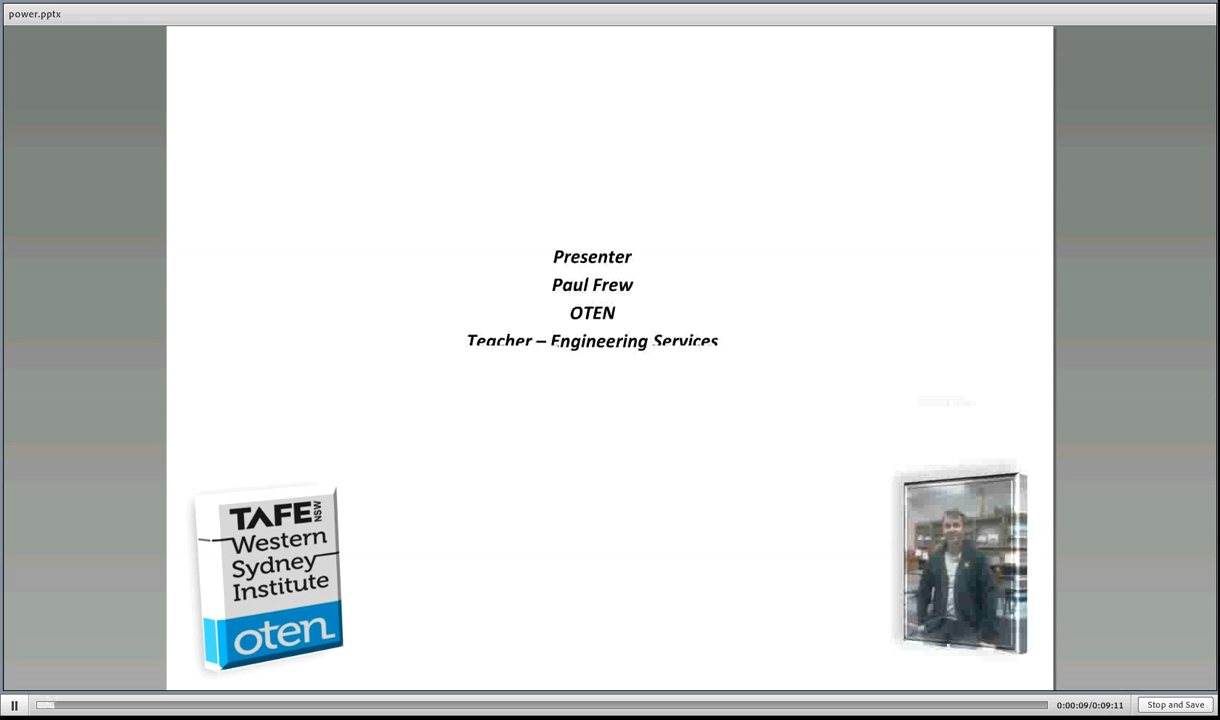 power.pptx
Presenter
Paul Frew
OTEN
Teacher – Engineering Services
TAFE NSW
Western
Sydney
Institute
oten
0:00:09/0:09:11
Stop and Save